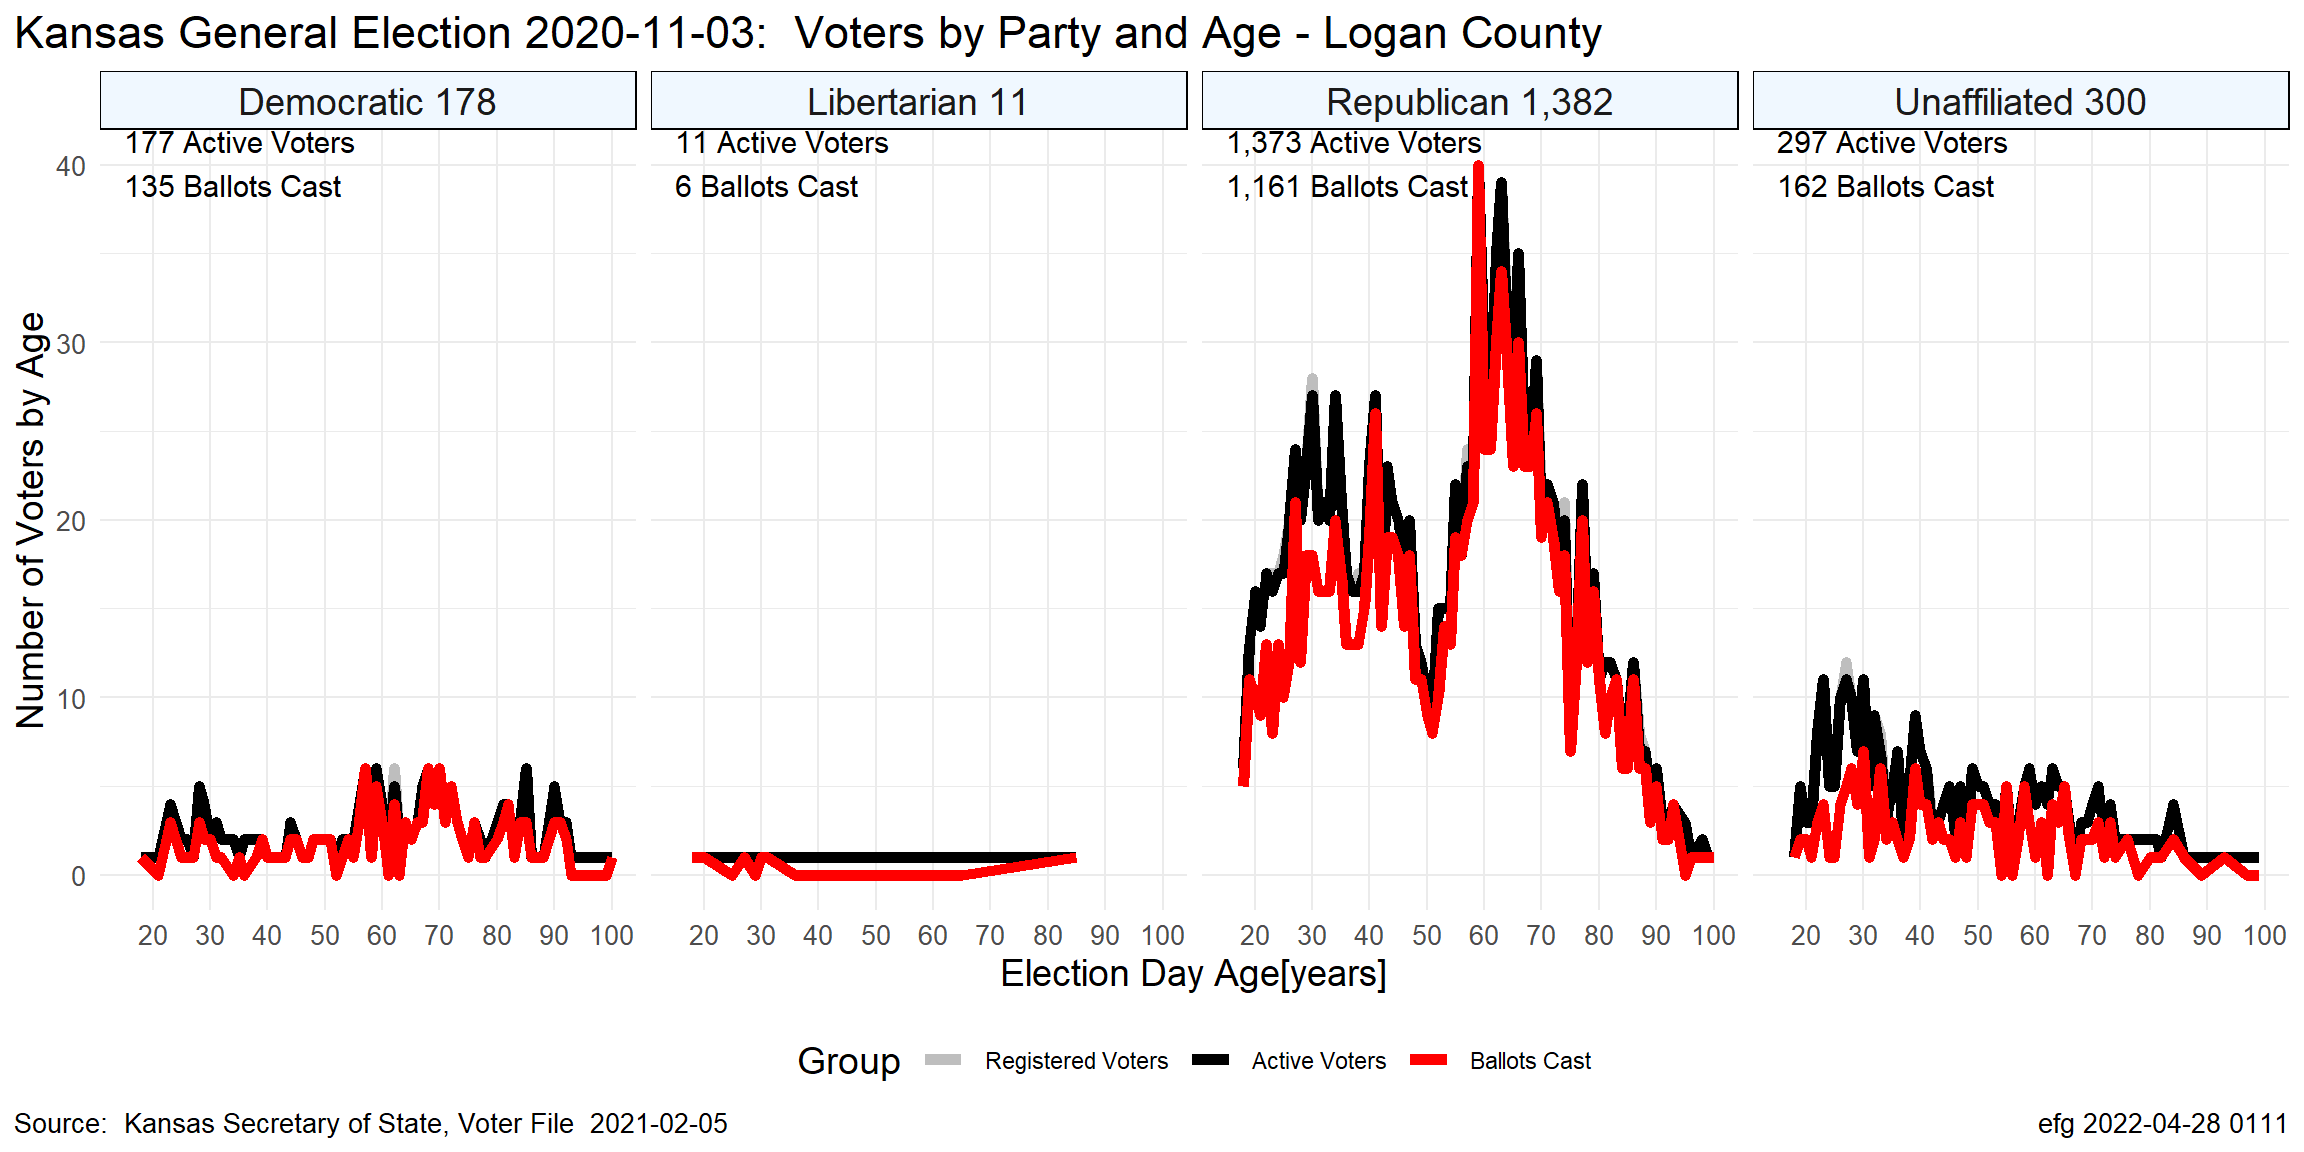 Kansas General Election 2020-11-03:  Voters by Party and Age - Logan County
Democratic 178
Libertarian 11
Republican 1,382
Unaffiliated 300
177 Active Voters
135 Ballots Cast
11 Active Voters
6 Ballots Cast
1,373 Active Voters
1,161 Ballots Cast
297 Active Voters
162 Ballots Cast
Number of Voters by Age
40
30
20
10
0
20 30 40 50 60 70 80 90 100
20 30 40 50 60 70 80 90 100
20 30 40 50 60 70 80 90 100
20 30 40 50 60 70 80 90 100
Election Day Age[years]
Group Registered Voters Active Voters Ballots Cast
Source:  Kansas Secretary of State, Voter File  2021-02-05
efg 2022-04-28 0111